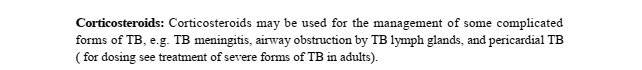 Corticosteroids: Corticosteroids may be used for the management of some complicated
forms of TB, e.g. TB meningitis, airway obstruction by TB lymph glands, and pericardial TB
( for dosing see treatment of severe forms of TB in adults).